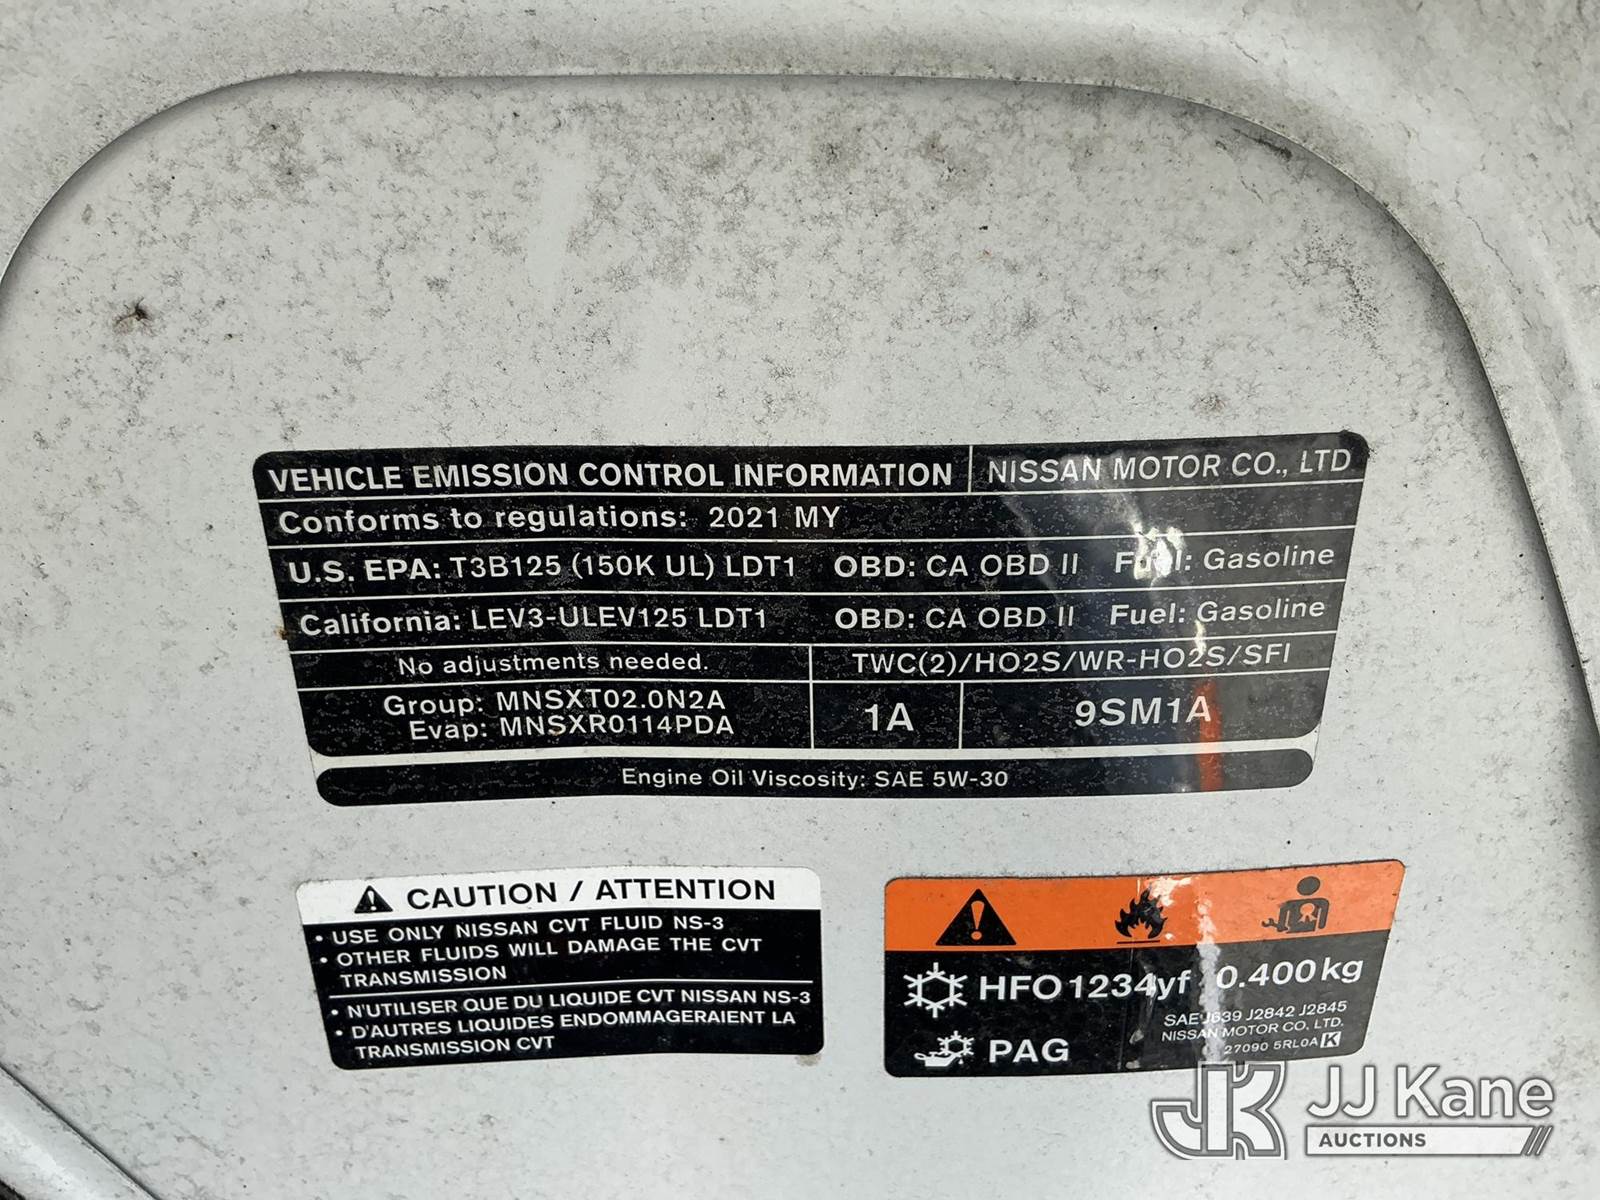 VEHICLE EMISSION CONTROL INFORMATION NISSAN MOTOR CO., LTD
Conforms to regulations: 2021 MY
U.S. EPA: T3B125 (150K UL) LDT1 OBD: CA OBD II Fuel: Gasoline
California: LEV3-ULEV125 LDT1 OBD: CA OBD II Fuel: Gasoline
No adjustments needed. TWC(2)/HO2S/WR-HO2S/SFI
Group: MNSXT02.0N2A
Evap: MNSXR0114PDA
1A 9SM1A
Engine Oil Viscosity: SAE 5W-30
CAUTION / ATTENTION
• USE ONLY NISSAN CVT FLUID NS-3
• OTHER FLUIDS WILL DAMAGE THE CVT
TRANSMISSION
• N'UTILISER QUE DU LIQUIDE CVT NISSAN NS-3
• D'AUTRES LIQUIDES ENDOMMAGERAIENT LA
TRANSMISSION CVT
HFO1234yf 0.400kg
SAE J639 J2842 J2845
NISSAN MOTOR CO. LTD.
PAG
27090 5RL0A K
JK JJ Kane
AUCTIONS